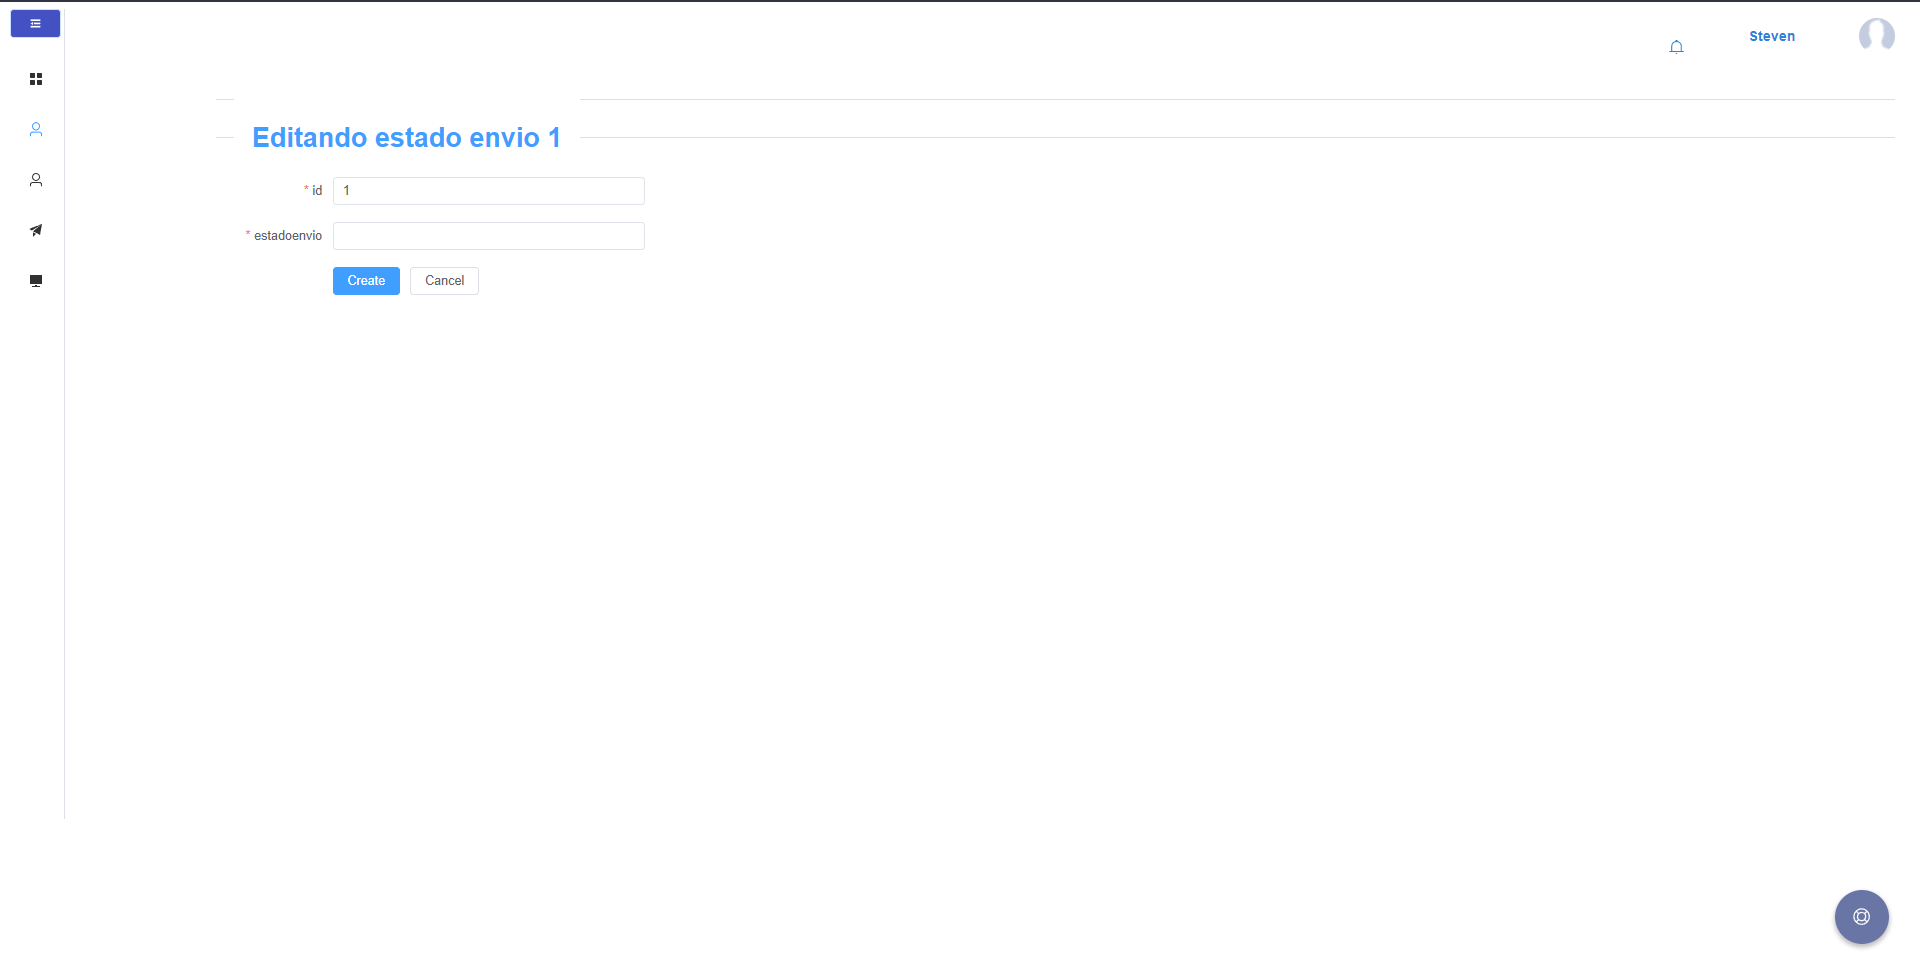 Steven
Editando estado envio 1
* id 1
* estadoenvio
Create Cancel